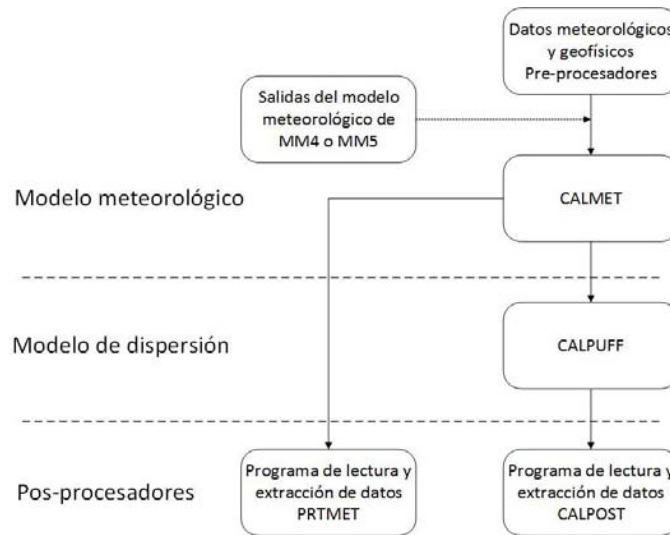 Datos meteorológicos
y geofísicos
Pre-procesadores
Salidas del modelo
meteorológico de
MM4 o MM5
Modelo meteorológico
CALMET
Modelo de dispersión
CALPUFF
Pos-procesadores
Programa de lectura y
extracción de datos
PRTMET
Programa de lectura y
extracción de datos
CALPOST